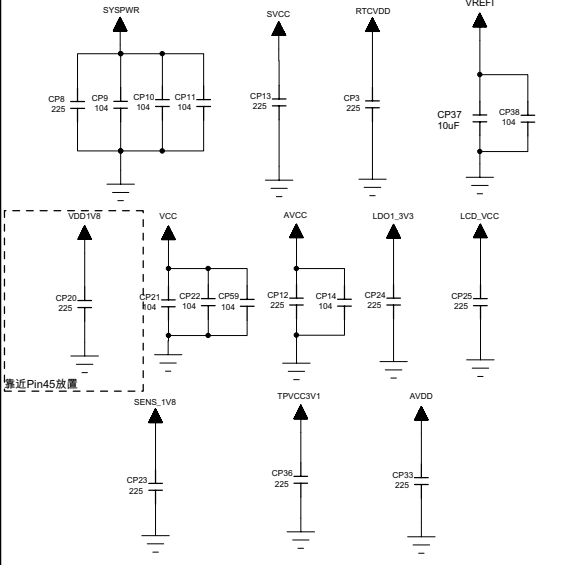 SYSPWR
SVCC
RTCVDD
VREFI
CP8
225
CP9
104
CP10
104
CP11
104
CP13
225
CP3
225
CP37
10uF
CP38
104
VDD1V8
VCC
AVCC
LDO1_3V3
LCD_VCC
CP20
225
CP21
104
CP22
104
CP59
104
CP12
225
CP14
104
CP24
225
CP25
225
靠近Pin45放置
SENS_1V8
TPVCC3V1
AVDD
CP23
225
CP36
225
CP33
225